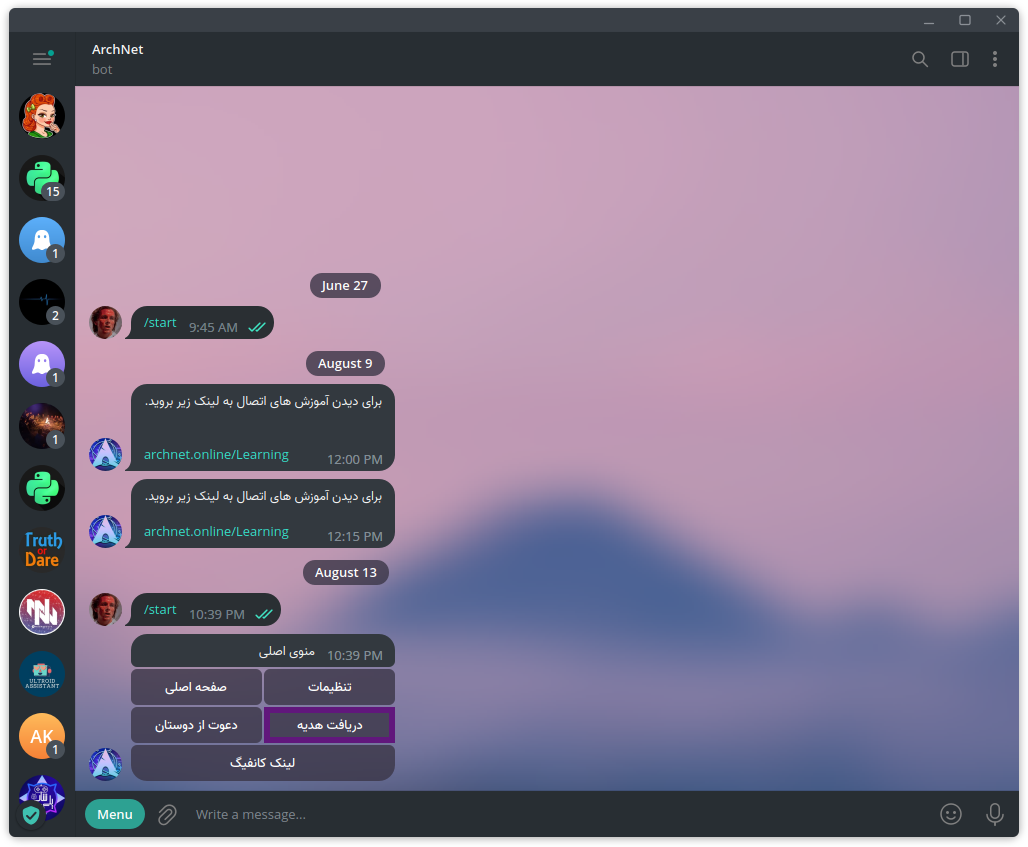 ArchNet
bot
15
1
2
1
1
Truth
or
Dare
ULTROID
ASSISTANT
AK
1
June 27
/start 9:45 AM
August 9
برای دیدن آموزش های اتصال به لینک زیر بروید.
archnet.online/Learning 12:00 PM
برای دیدن آموزش های اتصال به لینک زیر بروید.
archnet.online/Learning 12:15 PM
August 13
/start 10:39 PM
منوی اصلی 10:39 PM
صفحه اصلی تنظیمات
دعوت از دوستان دریافت هدیه
لینک کانفیگ
Menu Write a message...